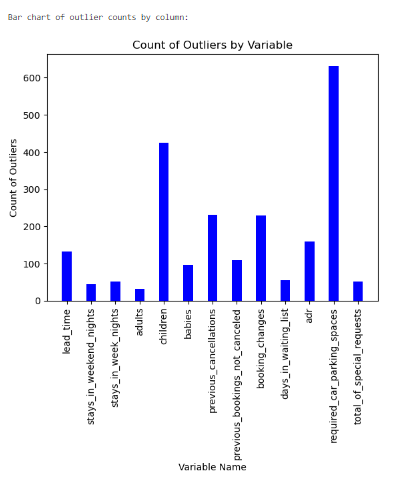 Bar chart of outlier counts by column:
Count of Outliers by Variable
Count of Outliers
600
500
400
300
200
100
0
lead_time
stays_in_weekend_nights
stays_in_week_nights
adults
children
babies
previous_cancellations
previous_bookings_not_canceled
booking_changes
days_in_waiting_list
adr
required_car_parking_spaces
total_of_special_requests
Variable Name